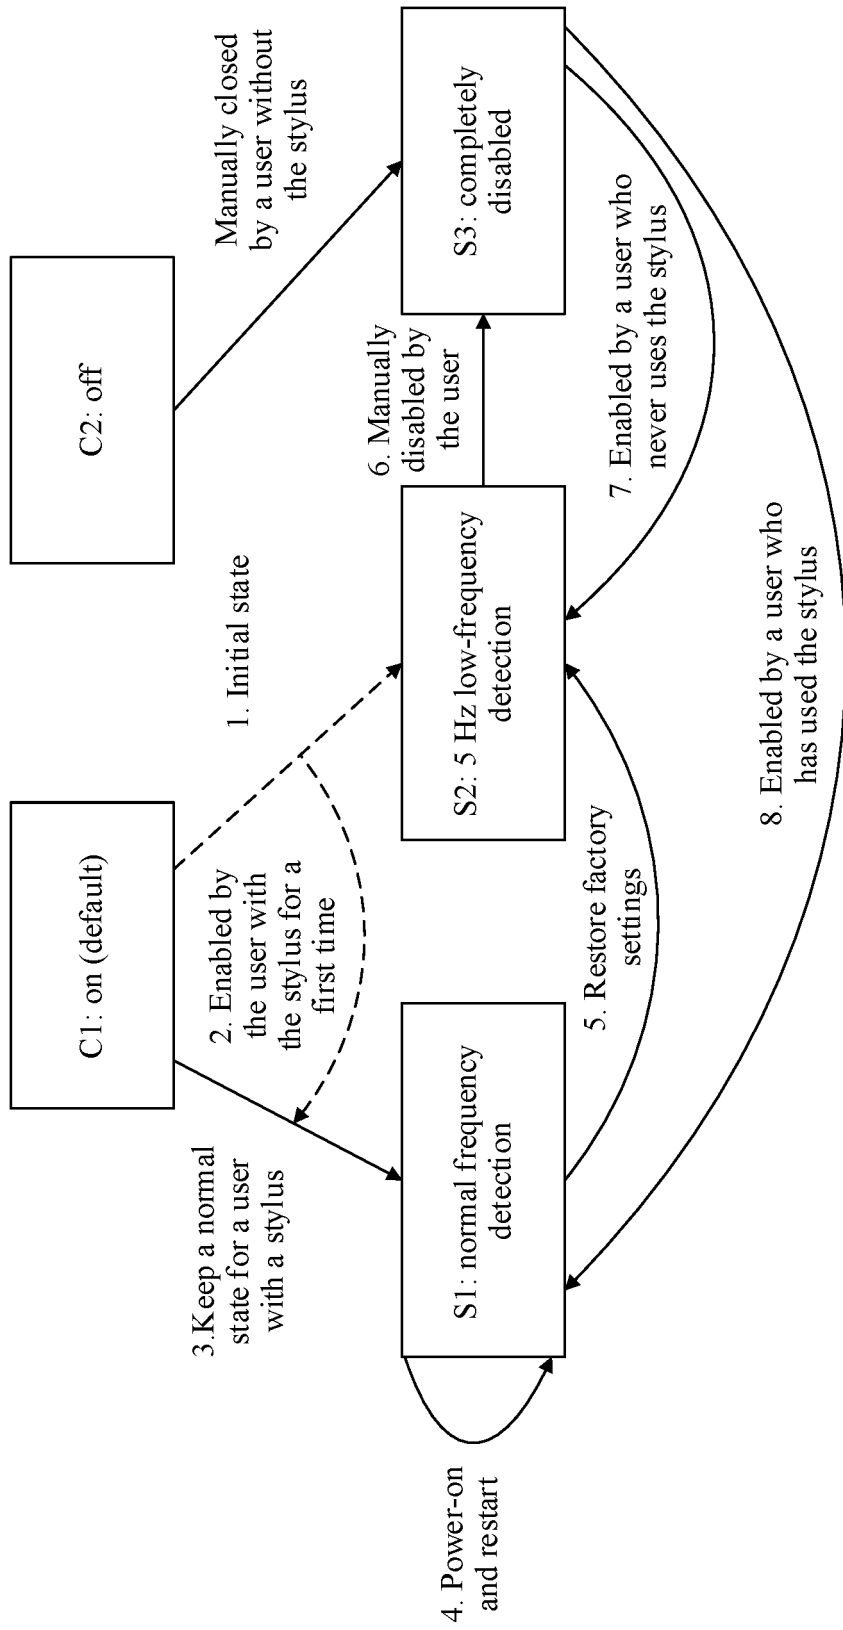 C1: on (default)
C2: off
3.Keep a normal
state for a user
with a stylus
2. Enabled by
the user with
the stylus for a
first time
1. Initial state
Manually closed
by a user without
the stylus
4. Power-on
and restart
S1: normal frequency
detection
S2: 5 Hz low-frequency
detection
6. Manually
disabled by
the user
S3: completely
disabled
5. Restore factory
settings
7. Enabled by a user who
never uses the stylus
8. Enabled by a user who
has used the stylus